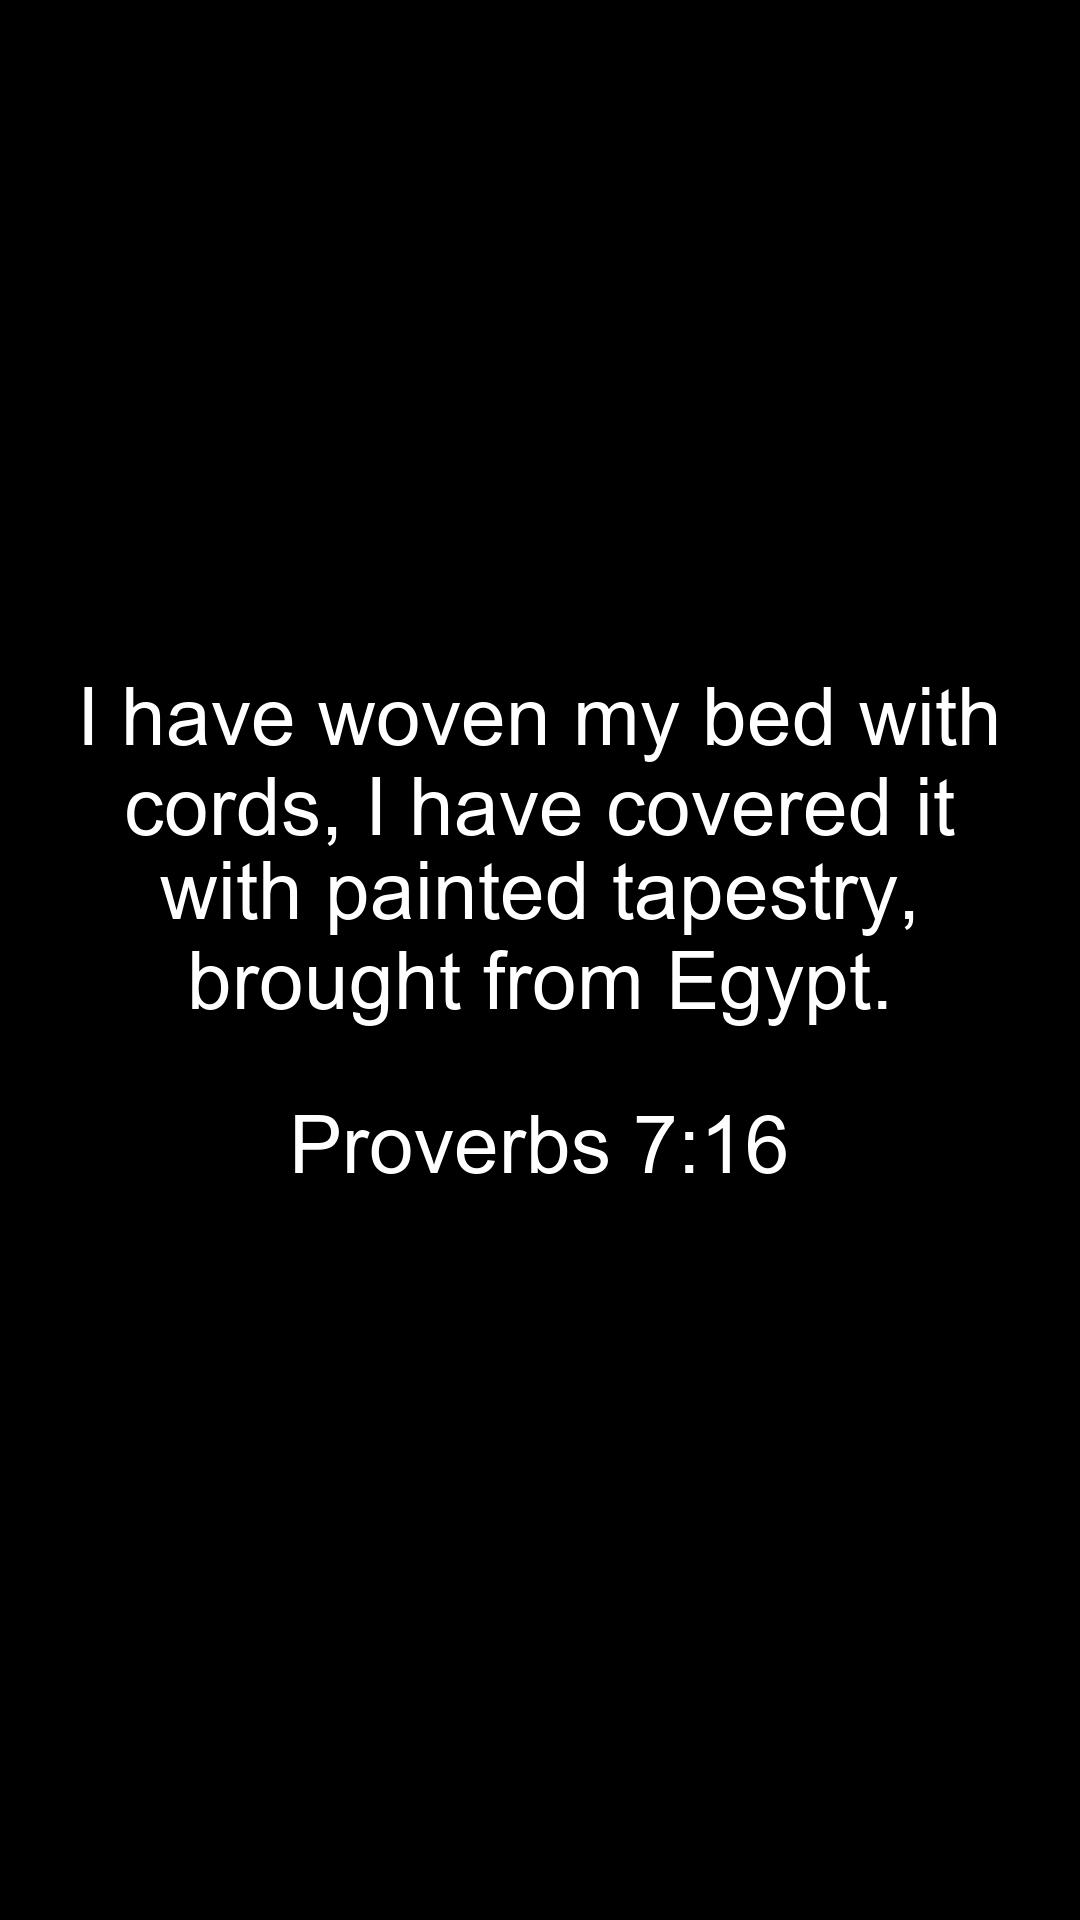 I have woven my bed with
cords, I have covered it
with painted tapestry,
brought from Egypt.
Proverbs 7:16